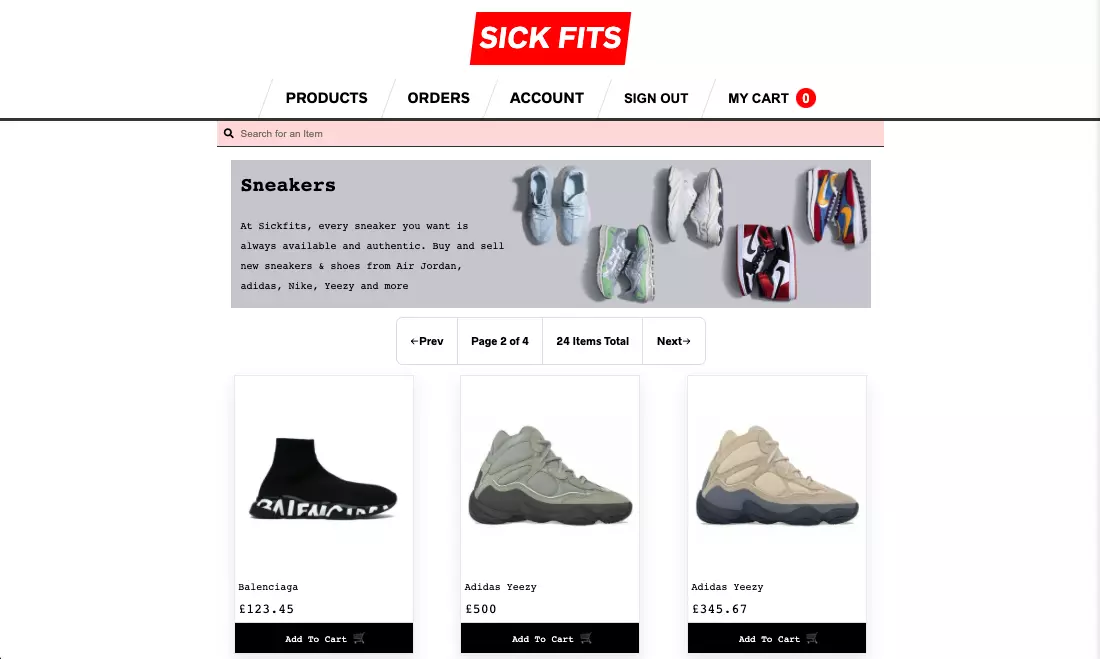 SICK FITS
PRODUCTS ORDERS ACCOUNT SIGN OUT MY CART 0
Search for an Item
Sneakers
At Sickfits, every sneaker you want is
always available and authentic. Buy and sell
new sneakers & shoes from Air Jordan,
adidas, Nike, Yeezy and more
←Prev Page 2 of 4 24 Items Total Next→
BALENCIAGA
Balenciaga Adidas Yeezy Adidas Yeezy
£123.45 £500 £345.67
Add To Cart 🛒 Add To Cart 🛒 Add To Cart 🛒